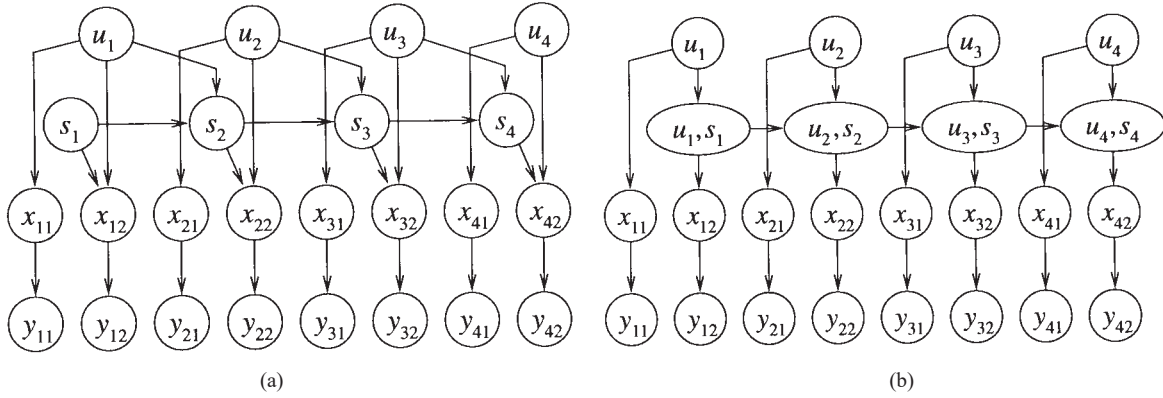 u₁ u₂ u₃ u₄
s₁ s₂ s₃ s₄
x₁₁ x₁₂ x₂₁ x₂₂ x₃₁ x₃₂ x₄₁ x₄₂
y₁₁ y₁₂ y₂₁ y₂₂ y₃₁ y₃₂ y₄₁ y₄₂
(a)
u₁ u₂ u₃ u₄
u₁,s₁ u₂,s₂ u₃,s₃ u₄,s₄
x₁₁ x₁₂ x₂₁ x₂₂ x₃₁ x₃₂ x₄₁ x₄₂
y₁₁ y₁₂ y₂₁ y₂₂ y₃₁ y₃₂ y₄₁ y₄₂
(b)